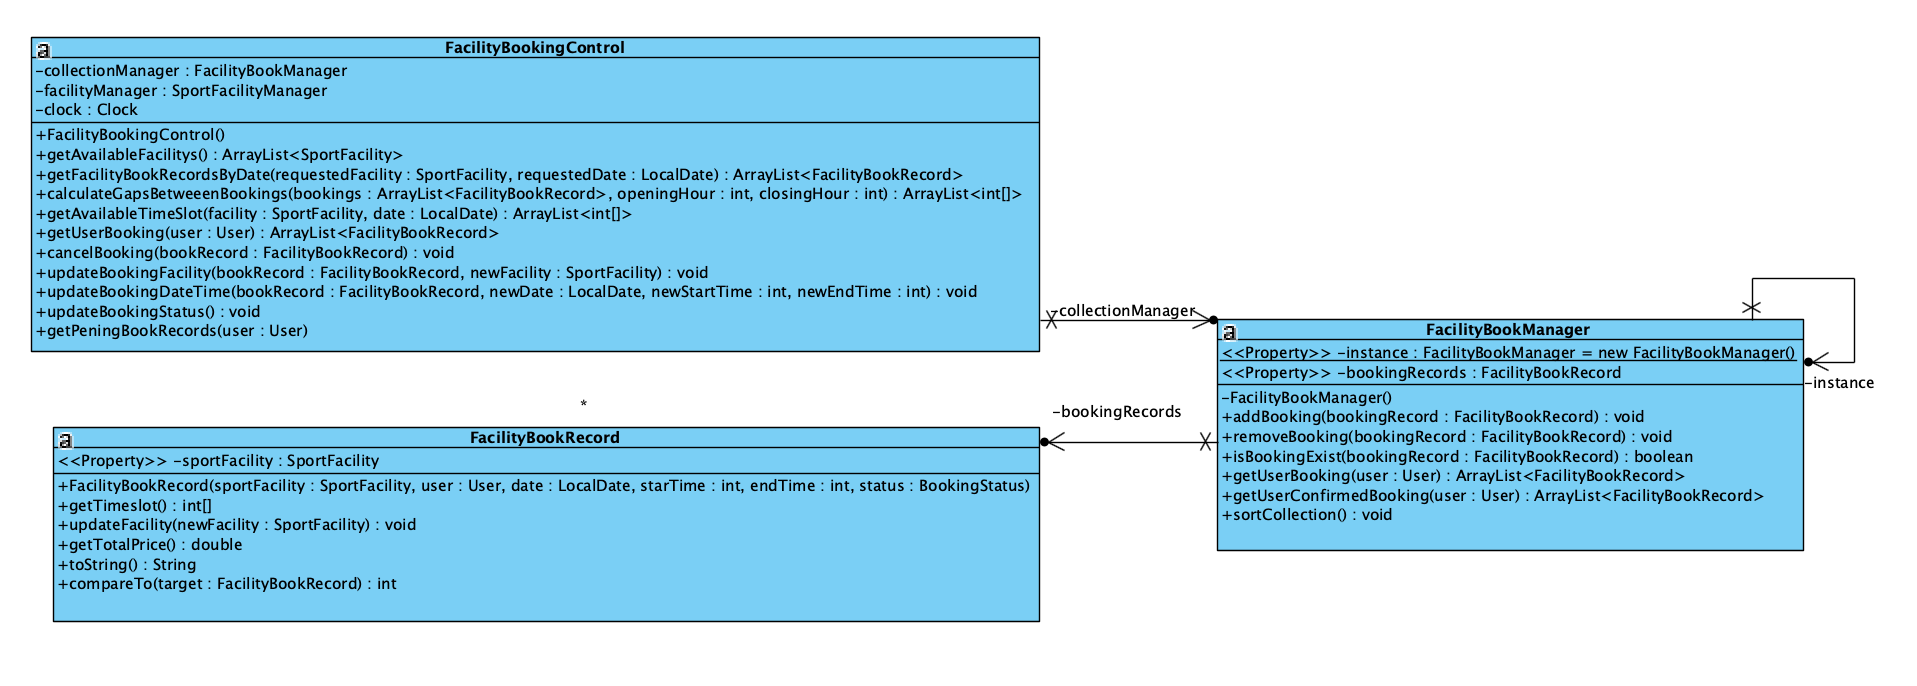 a
FacilityBookingControl
-collectionManager : FacilityBookManager
-facilityManager : SportFacilityManager
-clock : Clock
+FacilityBookingControl()
+getAvailableFacilitys() : ArrayList<SportFacility>
+getFacilityBookRecordsByDate(requestedFacility : SportFacility, requestedDate : LocalDate) : ArrayList<FacilityBookRecord>
+calculateGapsBetweeenBookings(bookings : ArrayList<FacilityBookRecord>, openingHour : int, closingHour : int) : ArrayList<int[]>
+getAvailableTimeSlot(facility : SportFacility, date : LocalDate) : ArrayList<int[]>
+getUserBooking(user : User) : ArrayList<FacilityBookRecord>
+cancelBooking(bookRecord : FacilityBookRecord) : void
+updateBookingFacility(bookRecord : FacilityBookRecord, newFacility : SportFacility) : void
+updateBookingDateTime(bookRecord : FacilityBookRecord, newDate : LocalDate, newStartTime : int, newEndTime : int) : void
+updateBookingStatus() : void
+getPeningBookRecords(user : User)
-collectionManager
a
FacilityBookManager
<<Property>> -instance : FacilityBookManager = new FacilityBookManager()
<<Property>> -bookingRecords : FacilityBookRecord
-FacilityBookManager()
+addBooking(bookingRecord : FacilityBookRecord) : void
+removeBooking(bookingRecord : FacilityBookRecord) : void
+isBookingExist(bookingRecord : FacilityBookRecord) : boolean
+getUserBooking(user : User) : ArrayList<FacilityBookRecord>
+getUserConfirmedBooking(user : User) : ArrayList<FacilityBookRecord>
+sortCollection() : void
-instance
*
-bookingRecords
a
FacilityBookRecord
<<Property>> -sportFacility : SportFacility
+FacilityBookRecord(sportFacility : SportFacility, user : User, date : LocalDate, starTime : int, endTime : int, status : BookingStatus)
+getTimeslot() : int[]
+updateFacility(newFacility : SportFacility) : void
+getTotalPrice() : double
+toString() : String
+compareTo(target : FacilityBookRecord) : int